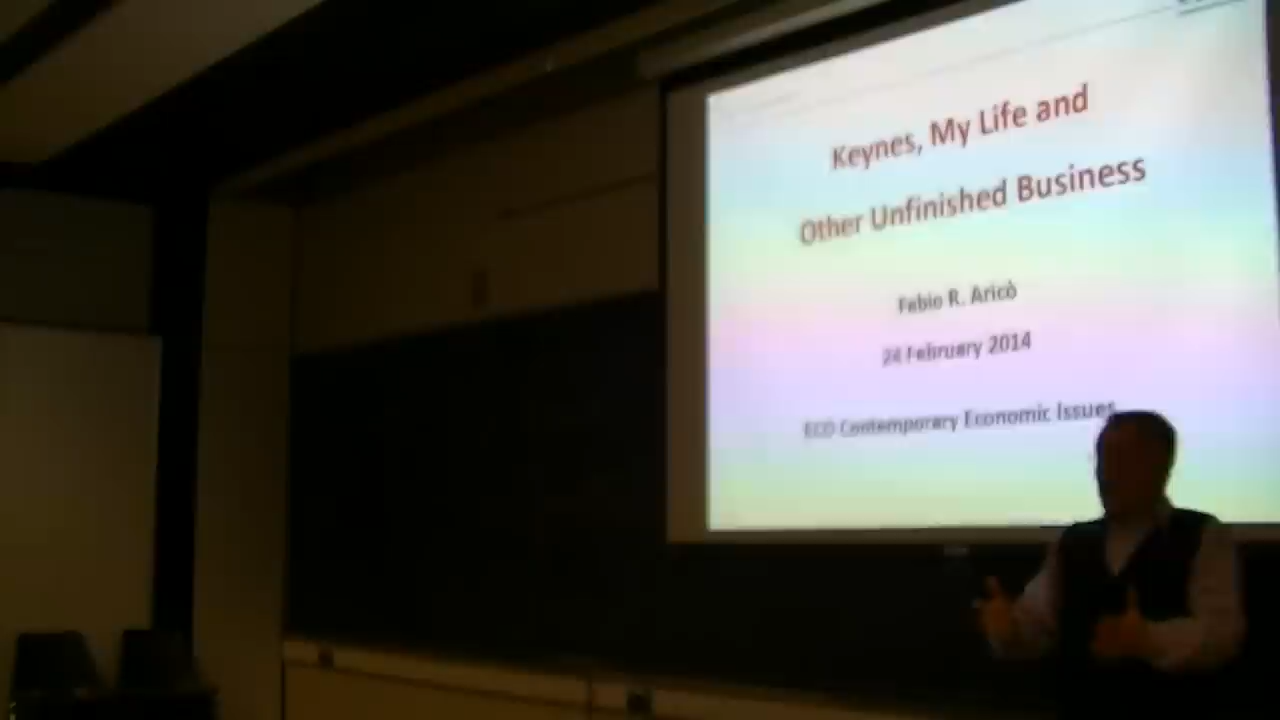 Keynes, My Life and
Other Unfinished Business
Fabio R. Aricò
24 February 2014
ECO Contemporary Economic Issues